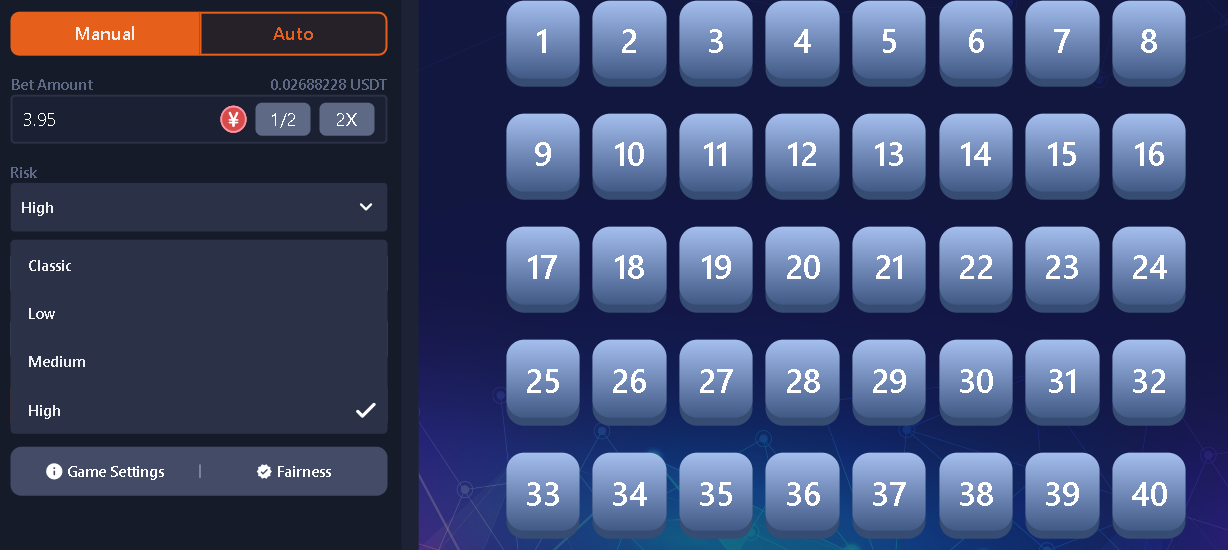 Manual Auto
Bet Amount 0.02688228 USDT
3.95 ¥ 1/2 2X
Risk
High
Classic
Low
Medium
High
Game Settings | Fairness
1 2 3 4 5 6 7 8
9 10 11 12 13 14 15 16
17 18 19 20 21 22 23 24
25 26 27 28 29 30 31 32
33 34 35 36 37 38 39 40